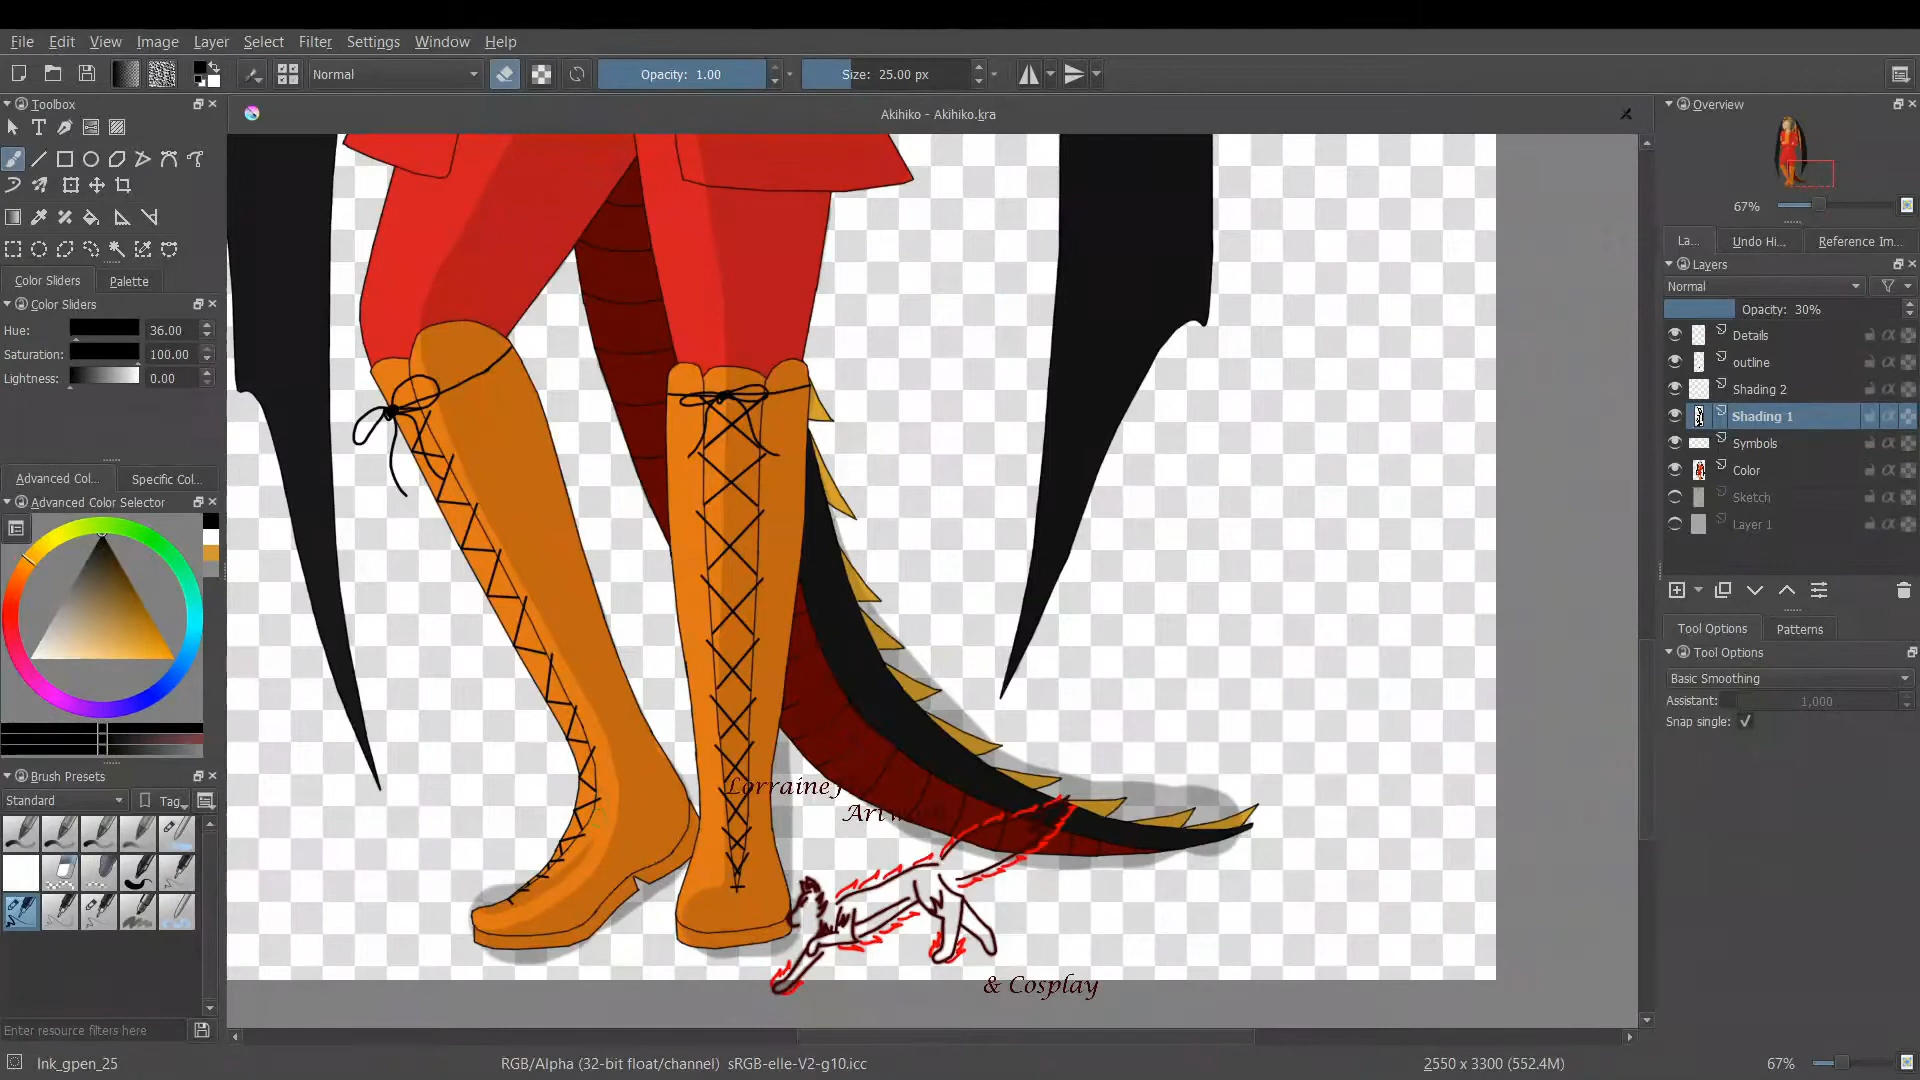 File Edit View Image Layer Select Filter Settings Window Help
Normal Opacity: 1.00 Size: 25.00 px
Toolbox
Akihiko - Akihiko.kra
Overview
67%
La... Undo Hi... Reference Im...
Layers
Normal
Opacity: 30%
Details
outline
Shading 2
Shading 1
Symbols
Color
Sketch
Layer 1
Tool Options Patterns
Tool Options
Basic Smoothing
Assistant: 1,000
Snap single:
Color Sliders Palette
Color Sliders
Hue: 36.00
Saturation: 100.00
Lightness: 0.00
Advanced Col... Specific Col...
Advanced Color Selector
Brush Presets
Standard Tag
Enter resource filters here
& Cosplay
Ink_gpen_25
RGB/Alpha (32-bit float/channel) sRGB-elle-V2-g10.icc
2550 x 3300 (552.4M)
67%